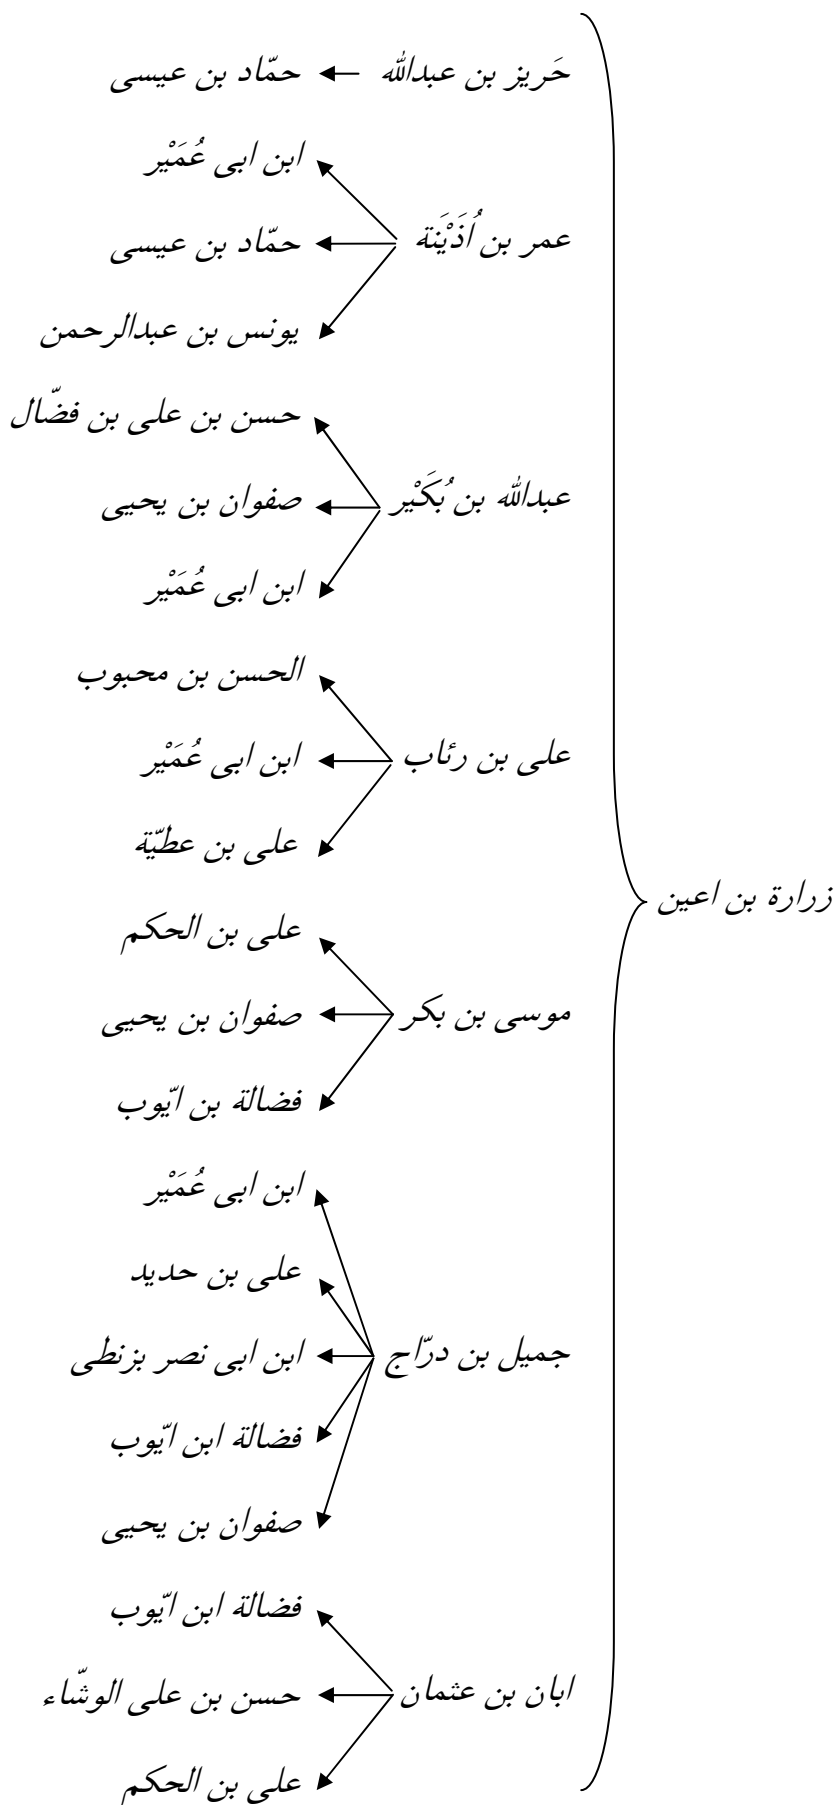 حَریز بن عبدالله
حمّاد بن عیسی
ابن ابی عُمَیْر
عمر بن اُذَیْنَة
حمّاد بن عیسی
یونس بن عبدالرحمن
حسن بن علی بن فضّال
عبدالله بن بُکَیْر
صفوان بن یحیی
ابن ابی عُمَیْر
الحسن بن محبوب
علی بن رئاب
ابن ابی عُمَیْر
علی بن عطیّة
زرارة بن اعین
علی بن الحکم
موسی بن بکر
صفوان بن یحیی
فضالة بن ایّوب
ابن ابی عُمَیْر
علی بن حدید
جمیل بن درّاج
ابن ابی نصر بزنطی
فضالة ابن ایّوب
صفوان بن یحیی
فضالة ابن ایّوب
ابان بن عثمان
حسن بن علی الوشّاء
علی بن الحکم